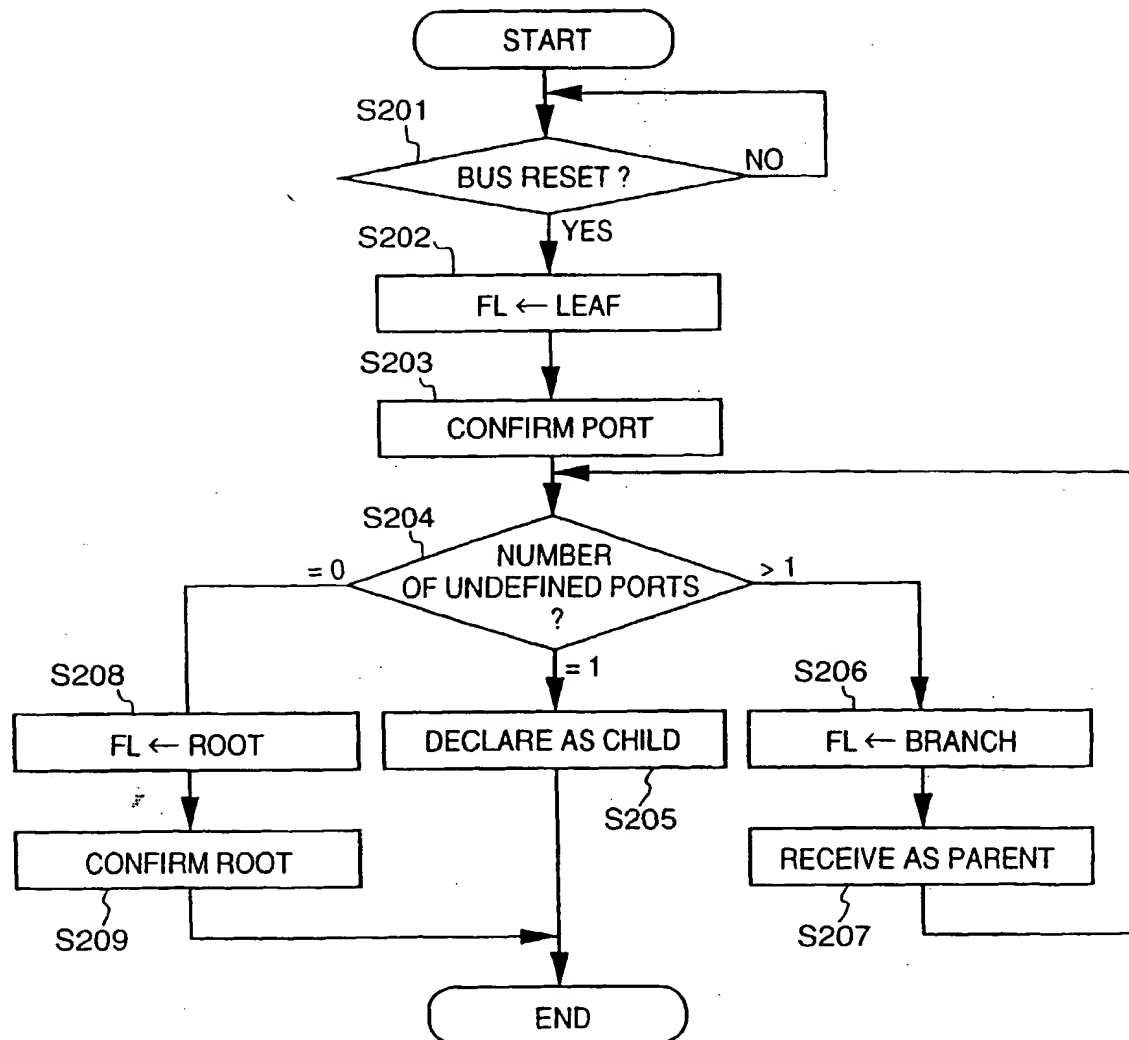 START
S201
BUS RESET ?
NO
YES
S202
FL ← LEAF
S203
CONFIRM PORT
S204
NUMBER
OF UNDEFINED PORTS
?
= 0
> 1
= 1
S208
FL ← ROOT
DECLARE AS CHILD
S205
S206
FL ← BRANCH
CONFIRM ROOT
S209
RECEIVE AS PARENT
S207
END